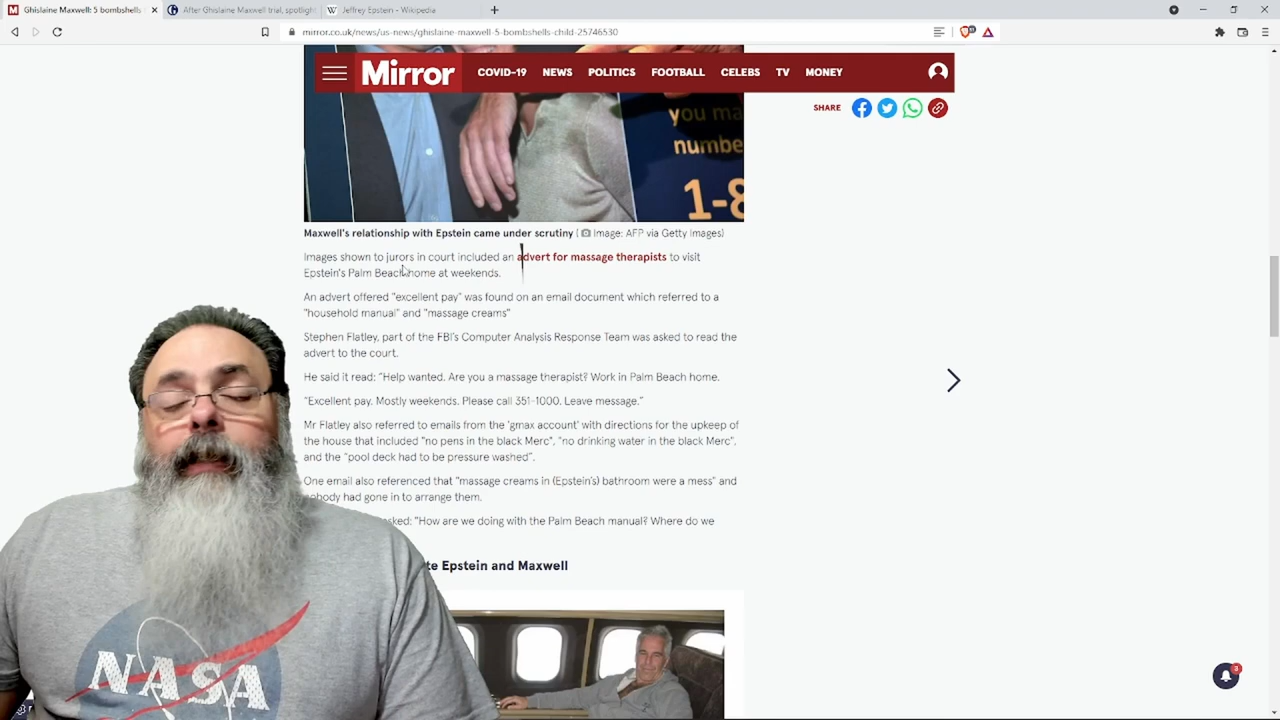 Ghislaine Maxwell: 5 bombshells
After Ghislaine Maxwell trial, spotligh
Jeffrey Epstein - Wikipedia
mirror.co.uk/news/us-news/ghislaine-maxwell-5-bombshells-child-25746530
Mirror
COVID-19 NEWS POLITICS FOOTBALL CELEBS TV MONEY
SHARE
you ma
numbe
1-8
Maxwell's relationship with Epstein came under scrutiny ( Image: AFP via Getty Images)
Images shown to jurors in court included an advert for massage therapists to visit
Epstein's Palm Beach home at weekends.
An advert offered "excellent pay" was found on an email document which referred to a
"household manual" and "massage creams"
Stephen Flatley, part of the FBI's Computer Analysis Response Team was asked to read the
advert to the court.
He said it read: "Help wanted. Are you a massage therapist? Work in Palm Beach home.
"Excellent pay. Mostly weekends. Please call 351-1000. Leave message."
Mr Flatley also referred to emails from the 'gmax account' with directions for the upkeep of
the house that included "no pens in the black Merc", "no drinking water in the black Merc",
and the "pool deck had to be pressure washed".
One email also referenced that "massage creams in (Epstein's) bathroom were a mess" and
nobody had gone in to arrange them.
asked: "How are we doing with the Palm Beach manual? Where do we
te Epstein and Maxwell
NASA
3